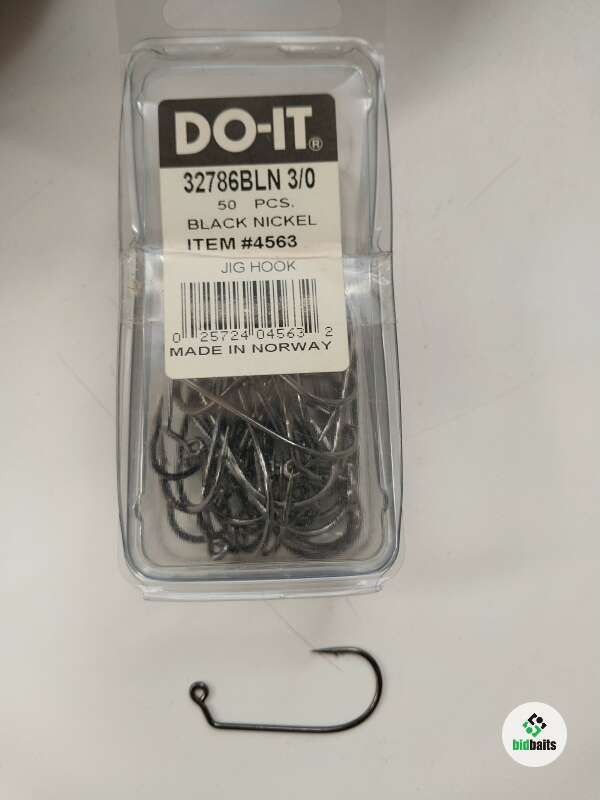 DO-IT®
32786BLN 3/0
50 PCS.
BLACK NICKEL
ITEM #4563
JIG HOOK
0 25724 04563 2
MADE IN NORWAY
bidbaits